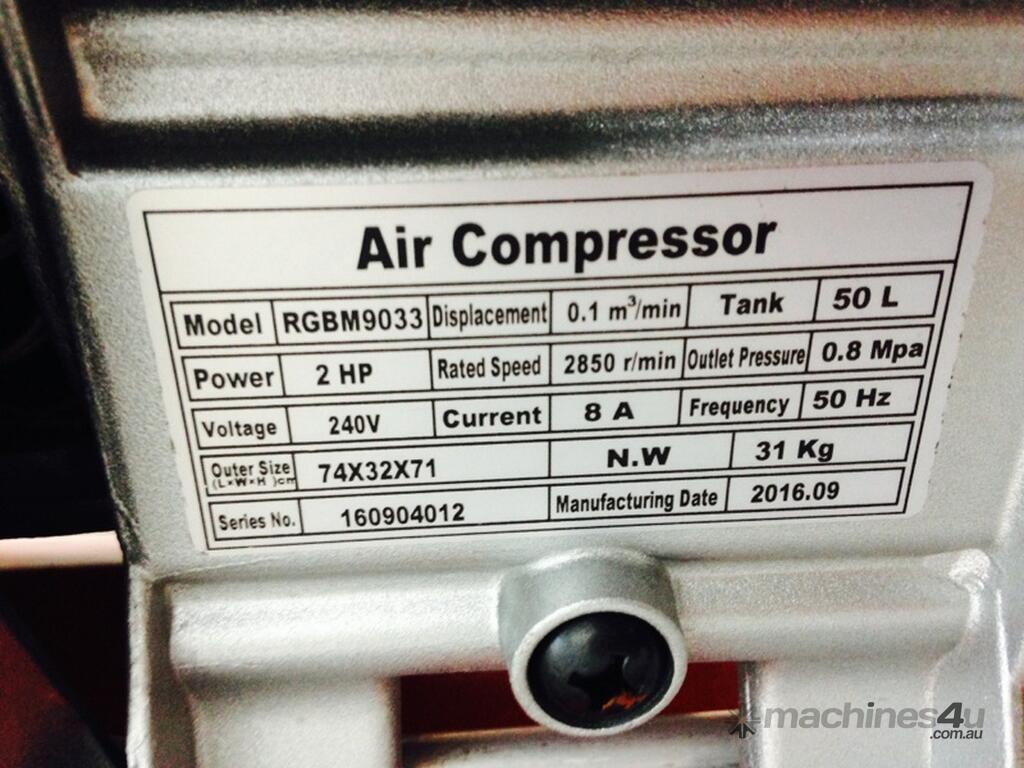 Air Compressor
Model RGBM9033 Displacement 0.1 m³/min Tank 50 L
Power 2 HP Rated Speed 2850 r/min Outlet Pressure 0.8 Mpa
Voltage 240V Current 8 A Frequency 50 Hz
Outer Size (L×W×H )cm 74X32X71 N.W 31 Kg
Series No. 160904012 Manufacturing Date 2016.09
machines4u
.com.au